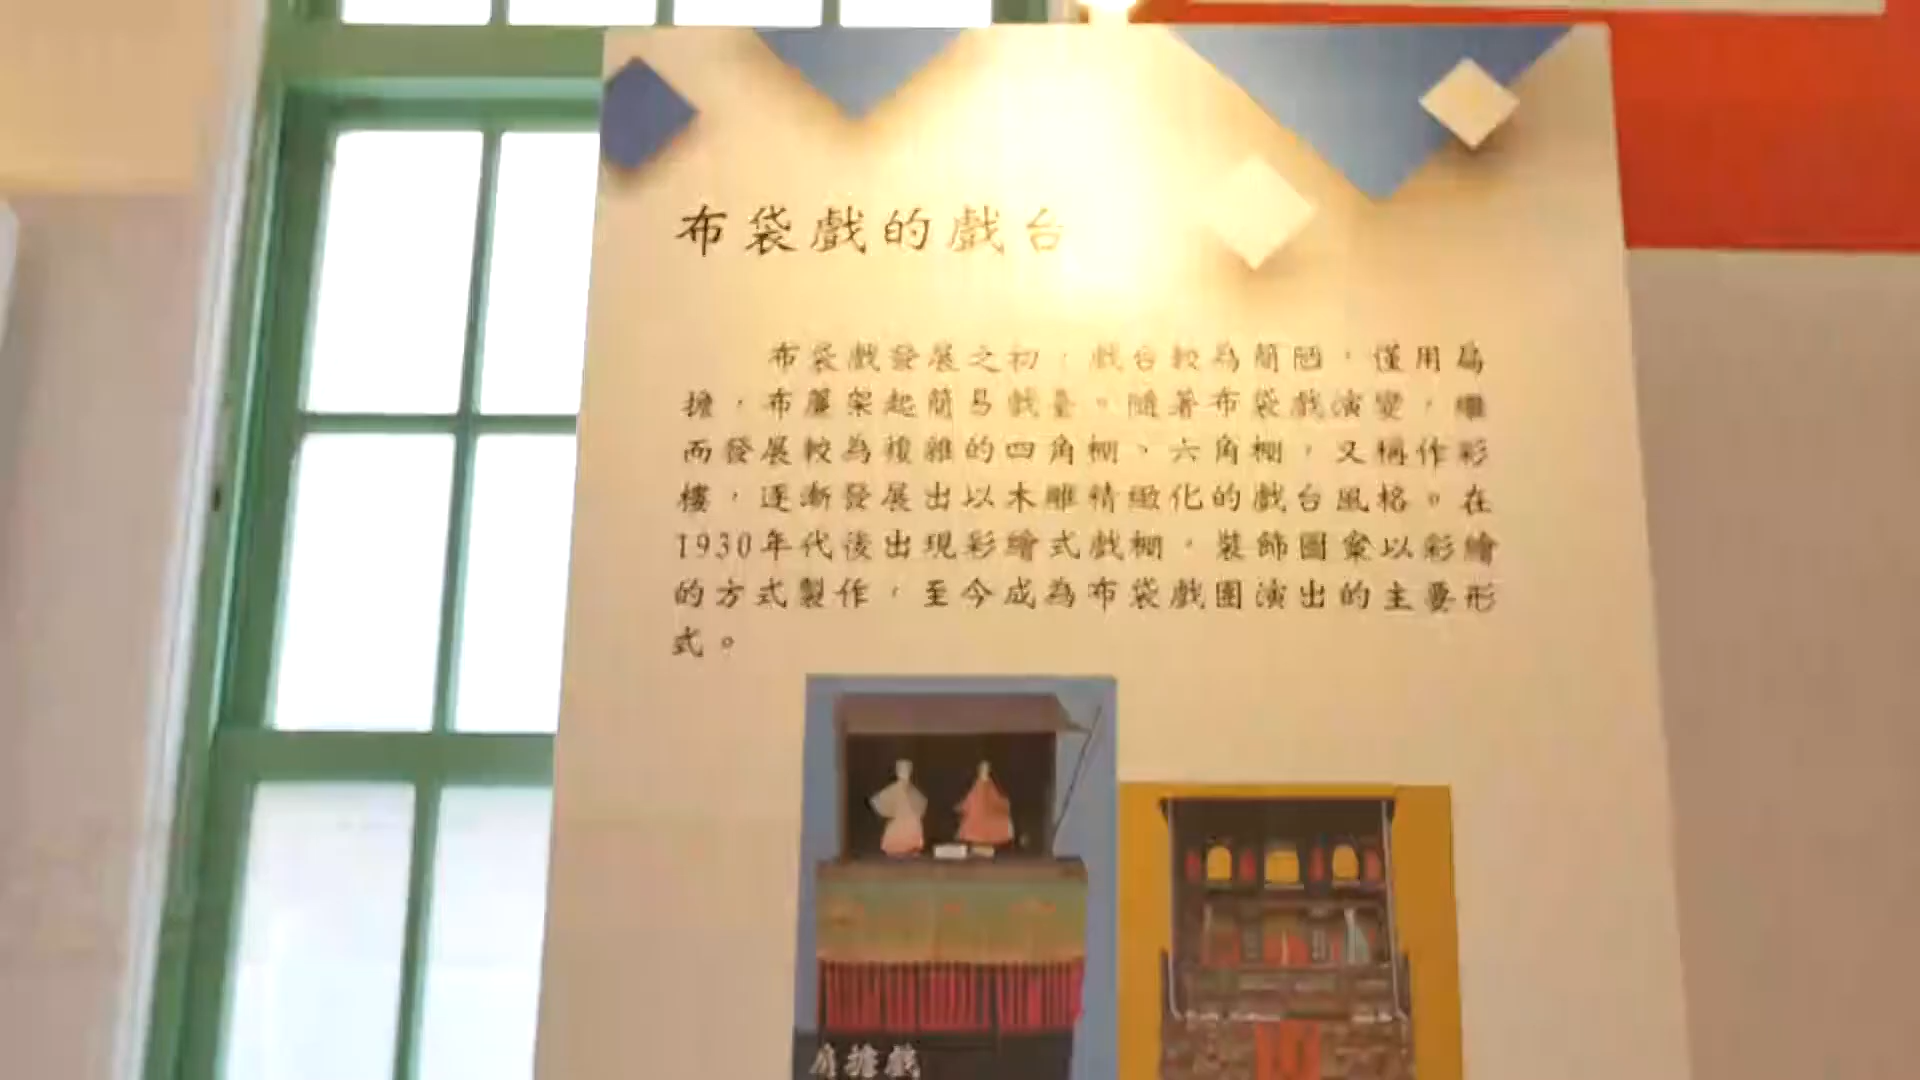 布袋戲的戲台
布袋戲發展之初，戲台較為簡陋，僅用扁
擔，布簾架起簡易戲臺。隨著布袋戲演變，繼
而發展較為複雜的四角棚、六角棚，又稱作彩
樓，逐漸發展出以木雕精緻化的戲台風格。在
1930年代後出現彩繪式戲棚，裝飾圖案以彩繪
的方式製作，至今成為布袋戲團演出的主要形
式。
肩擔戲